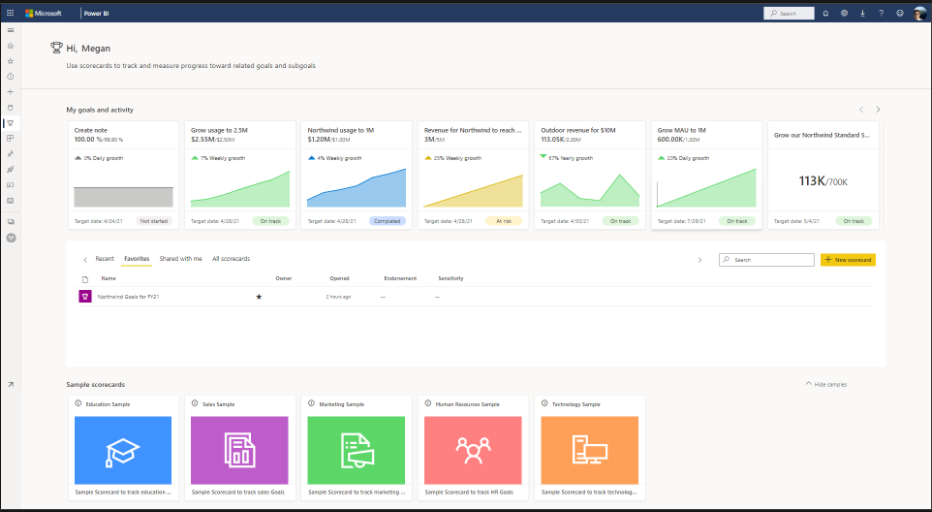 Microsoft
Power BI
Search
Hi, Megan
Use scorecards to track and measure progress toward related goals and subgoals
My goals and activity
Create note
100.00 %/99.00 %
0% Daily growth
Target date: 4/04/21
Not started
Grow usage to 2.5M
$2.55M/$2.50M
7% Weekly growth
Target date: 4/28/21
On track
Northwind usage to 1M
$1.20M/$1.00M
4% Weekly growth
Target date: 4/28/21
Completed
Revenue for Northwind to reach ...
3M/5M
25% Weekly growth
Target date: 4/28/21
At risk
Outdoor revenue for $10M
113.05K/2.00M
67% Yearly growth
Target date: 4/30/21
On track
Grow MAU to 1M
600.00K/1.00M
20% Daily growth
Target date: 7/28/21
On track
Grow our Northwind Standard S...
113K/700K
Target date: 5/4/21
On track
Recent
Favorites
Shared with me
All scorecards
Search
New scorecard
Name
Owner
Opened
Endorsement
Sensitivity
Northwind Goals for FY21
2 hours ago
—
—
Sample scorecards
Hide samples
Education Sample
Sample Scorecard to track education ...
Sales Sample
Sample Scorecard to track sales Goals
Marketing Sample
Sample Scorecard to track marketing ...
Human Resources Sample
Sample Scorecard to track HR Goals
Technology Sample
Sample Scorecard to track technolog...